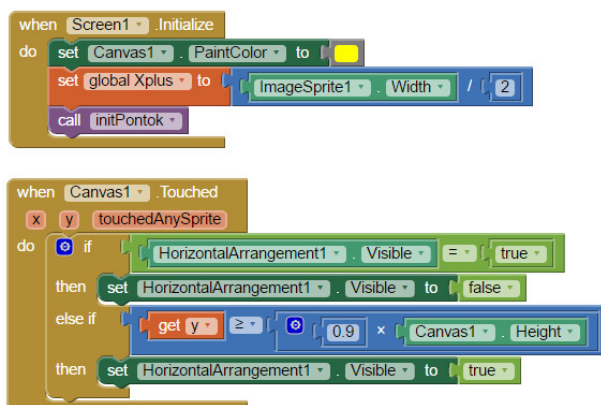 when Screen1 .Initialize
do set Canvas1 . PaintColor to
set global Xplus to ImageSprite1 . Width / 2
call initPontok
when Canvas1 .Touched
x y touchedAnySprite
do if HorizontalArrangement1 . Visible = true
then set HorizontalArrangement1 . Visible to false
else if get y ≥ 0.9 × Canvas1 . Height
then set HorizontalArrangement1 . Visible to true